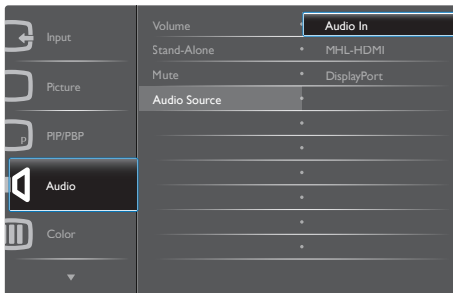 Input
Picture
P
PIP/PBP
Audio
Color
Volume
Stand-Alone
Mute
Audio Source
Audio In
MHL-HDMI
DisplayPort